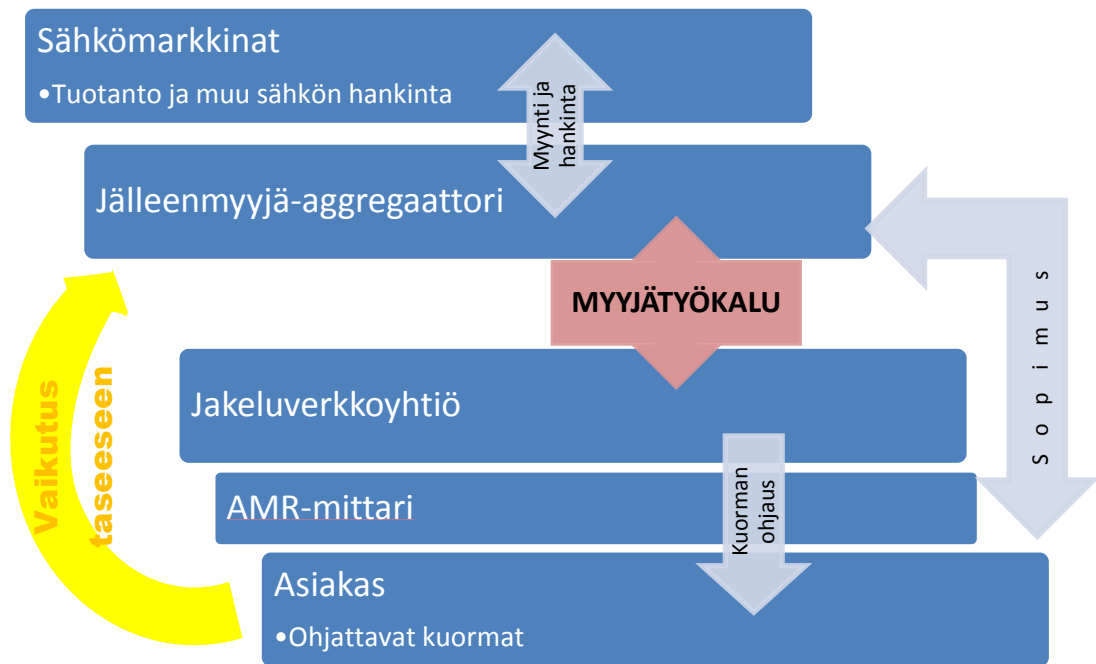 Sähkömarkkinat
•Tuotanto ja muu sähkön hankinta
Myynti ja
hankinta
Jälleenmyyjä-aggregaattori
MYYJÄTYÖKALU
Sopimus
Vaikutus
taseeseen
Jakeluverkkoyhtiö
AMR-mittari
Kuorman
ohjaus
Asiakas
•Ohjattavat kuormat